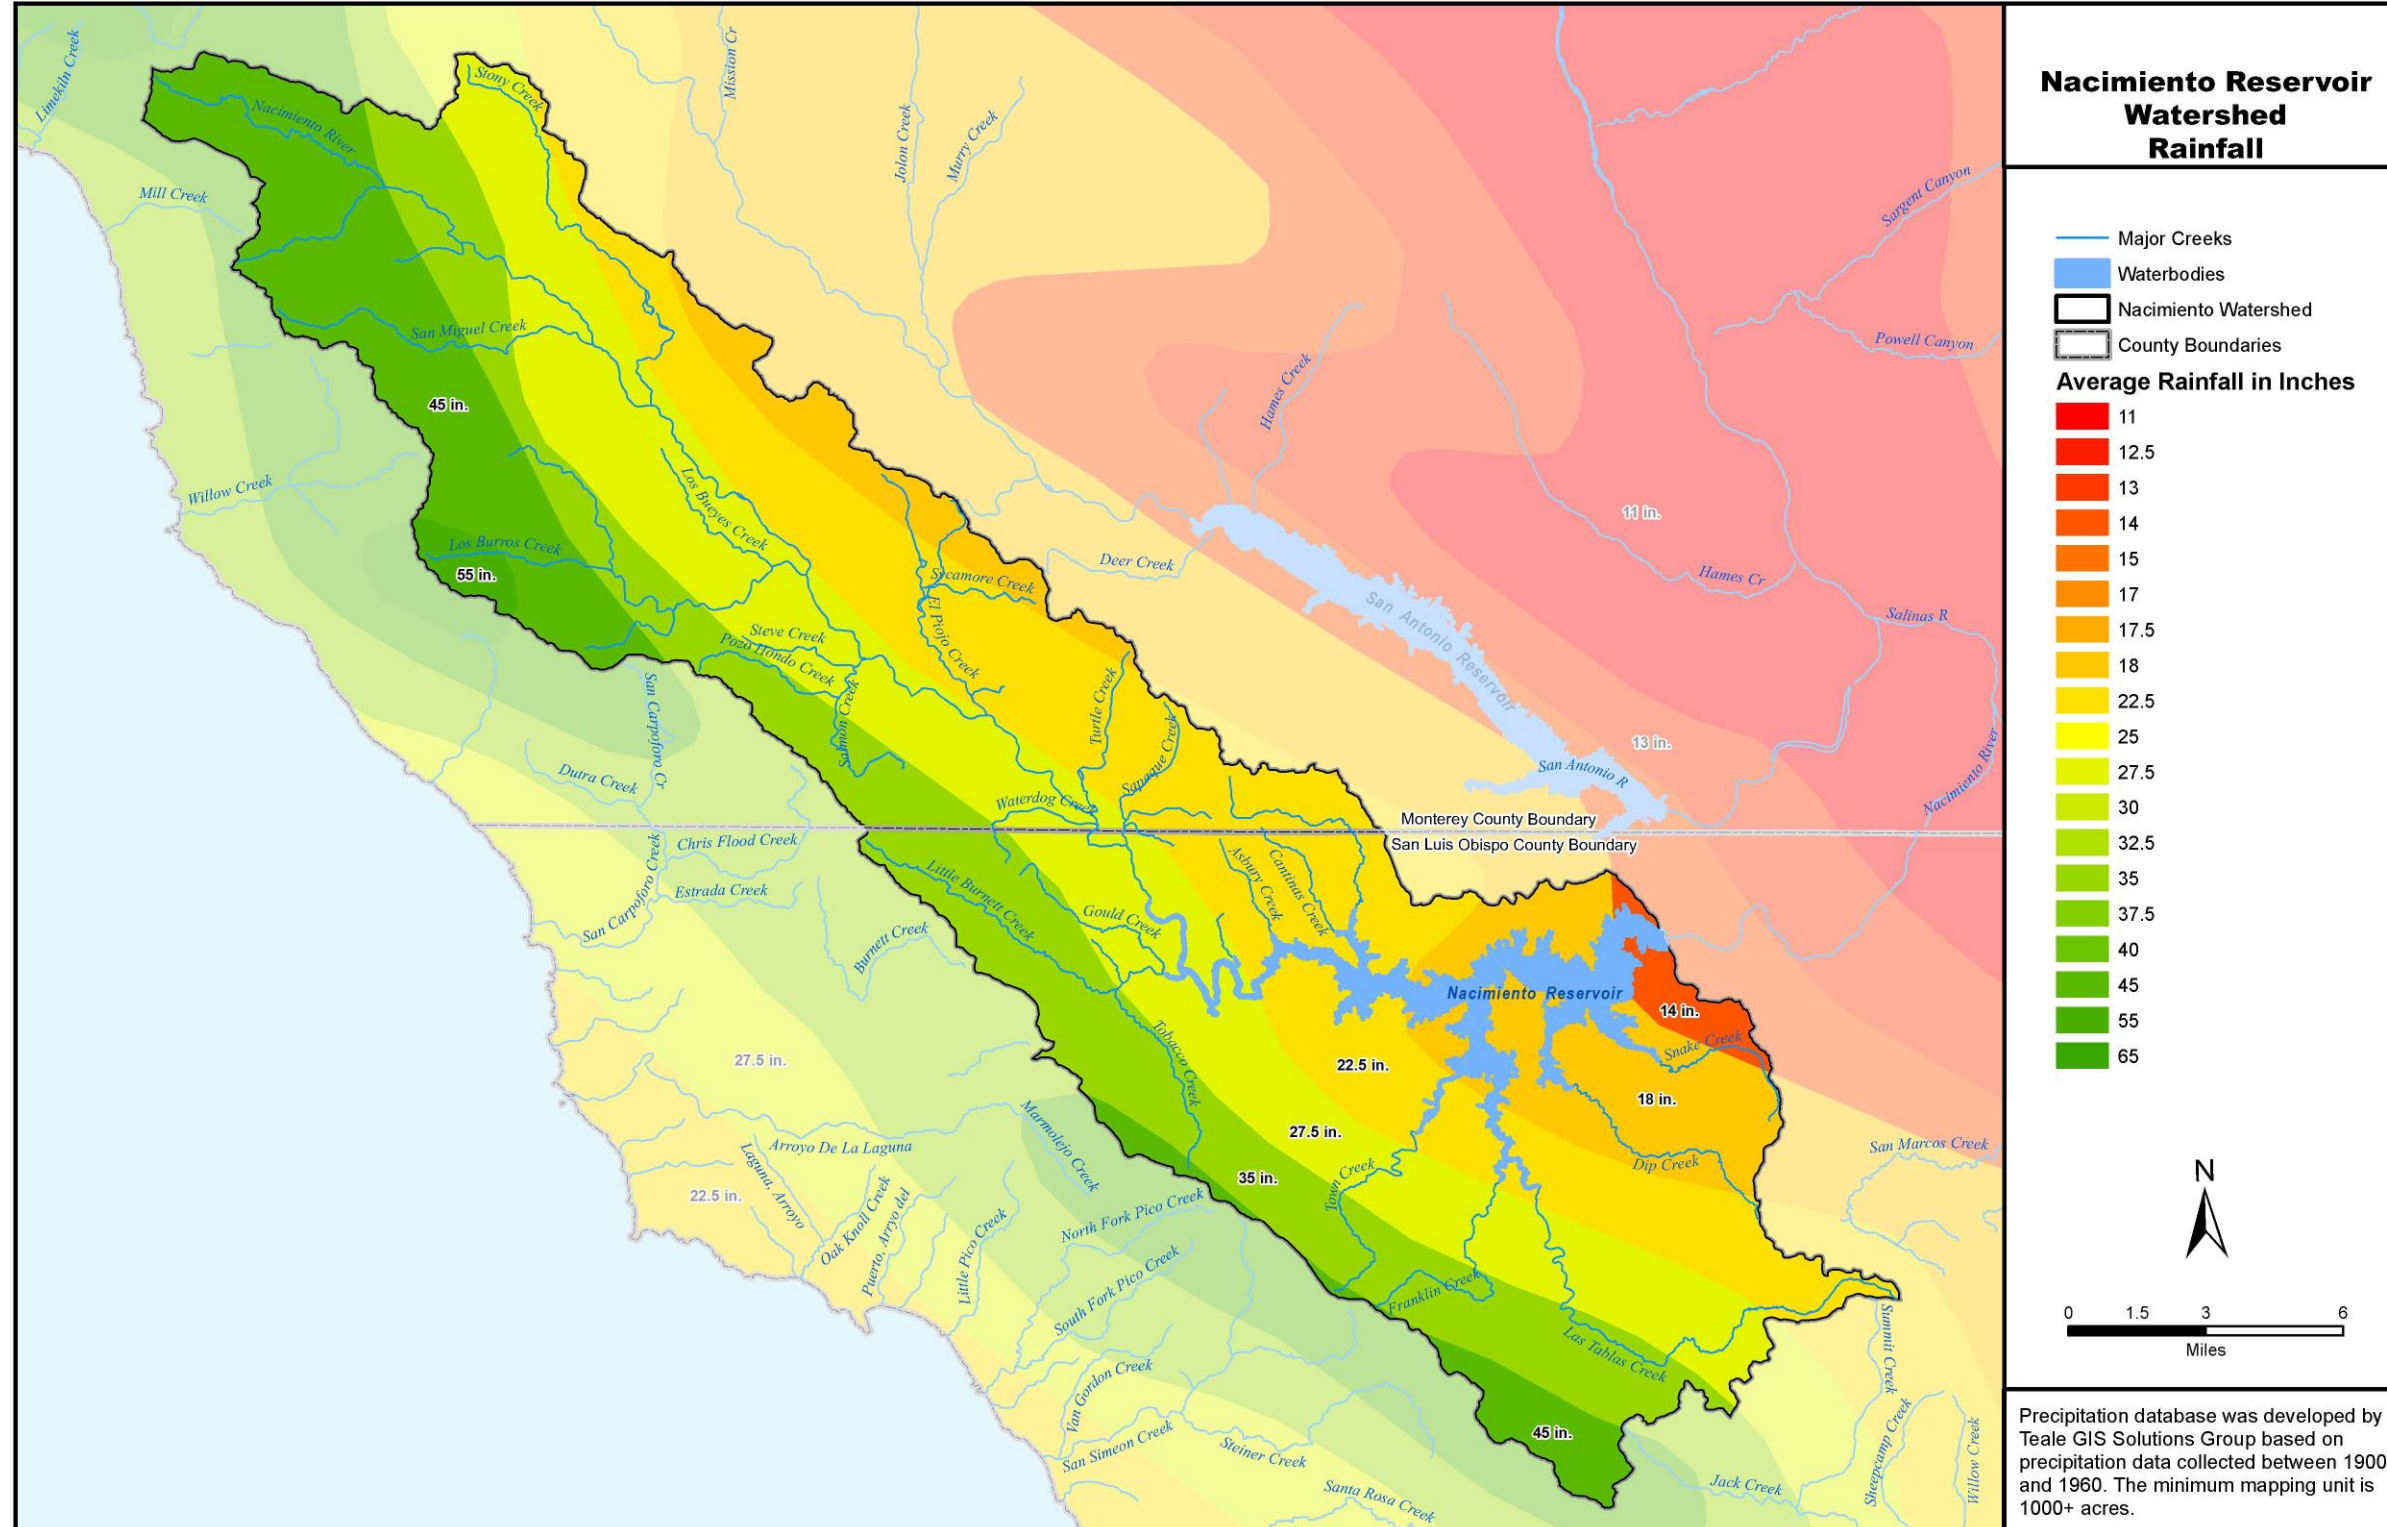 Nacimiento Reservoir
Watershed
Rainfall
Major Creeks
Waterbodies
Nacimiento Watershed
County Boundaries
Average Rainfall in Inches
11
12.5
13
14
15
17
17.5
18
22.5
25
27.5
30
32.5
35
37.5
40
45
55
65
N
0 1.5 3 6
Miles
Precipitation database was developed by
Teale GIS Solutions Group based on
precipitation data collected between 1900
and 1960. The minimum mapping unit is
1000+ acres.
Limekiln Creek
Nacimiento River
Stony Creek
Mission Cr
Jolon Creek
Murry Creek
Sargent Canyon
Mill Creek
San Miguel Creek
Powell Canyon
Hames Creek
45 in.
Willow Creek
Los Bueyes Creek
11 in.
Los Burros Creek
55 in.
Sycamore Creek
Deer Creek
Hames Cr
San Antonio Reservoir
Salinas R
El Piojo Creek
Steve Creek
Pozo Hondo Creek
Salmon Creek
San Carpoforo Cr
Turtle Creek
Sapaque Creek
13 in.
San Antonio R
Nacimiento River
Dutra Creek
Waterdog Creek
Monterey County Boundary
San Luis Obispo County Boundary
Chris Flood Creek
San Carpoforo Creek
Estrada Creek
Burnett Creek
Little Burnett Creek
Gould Creek
Asbury Creek
Cantinas Creek
Nacimiento Reservoir
14 in.
Snake Creek
27.5 in.
Tobacco Creek
22.5 in.
18 in.
27.5 in.
Marmolejo Creek
Arroyo De La Laguna
Laguna, Arroyo
22.5 in.
Oak Knoll Creek
Puerto, Arryo del
Little Pico Creek
North Fork Pico Creek
South Fork Pico Creek
35 in.
Town Creek
Dip Creek
San Marcos Creek
Franklin Creek
Las Tablas Creek
Summit Creek
Van Gordon Creek
San Simeon Creek
Steiner Creek
45 in.
Santa Rosa Creek
Jack Creek
Sheepcamp Creek
Willow Creek